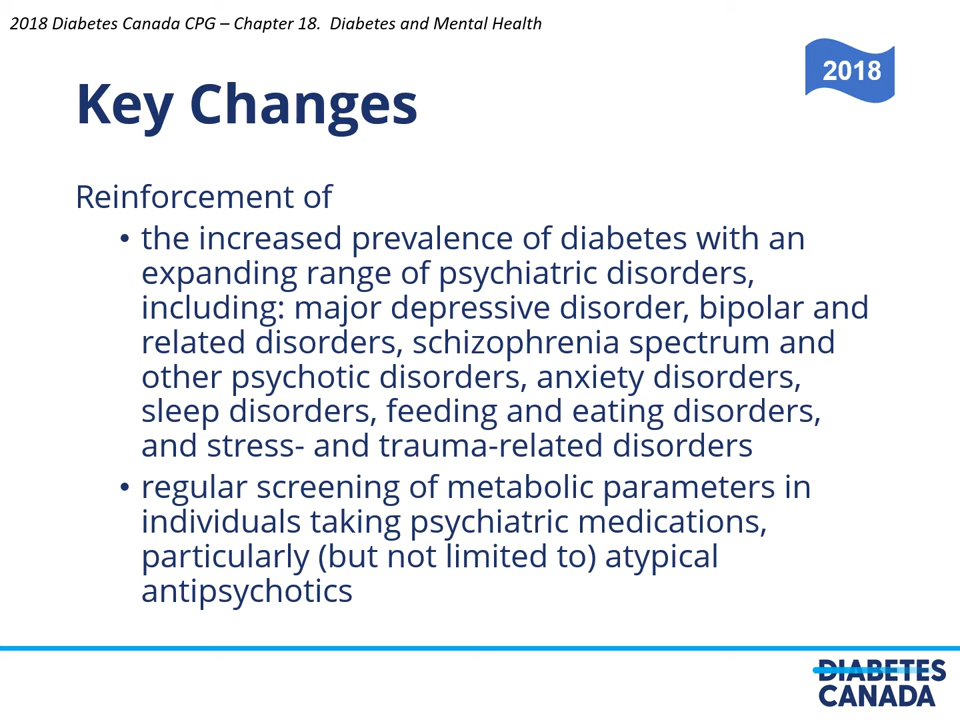 2018 Diabetes Canada CPG – Chapter 18. Diabetes and Mental Health
2018
Key Changes
Reinforcement of
• the increased prevalence of diabetes with an
expanding range of psychiatric disorders,
including: major depressive disorder, bipolar and
related disorders, schizophrenia spectrum and
other psychotic disorders, anxiety disorders,
sleep disorders, feeding and eating disorders,
and stress- and trauma-related disorders
• regular screening of metabolic parameters in
individuals taking psychiatric medications,
particularly (but not limited to) atypical
antipsychotics
DIABETES
CANADA